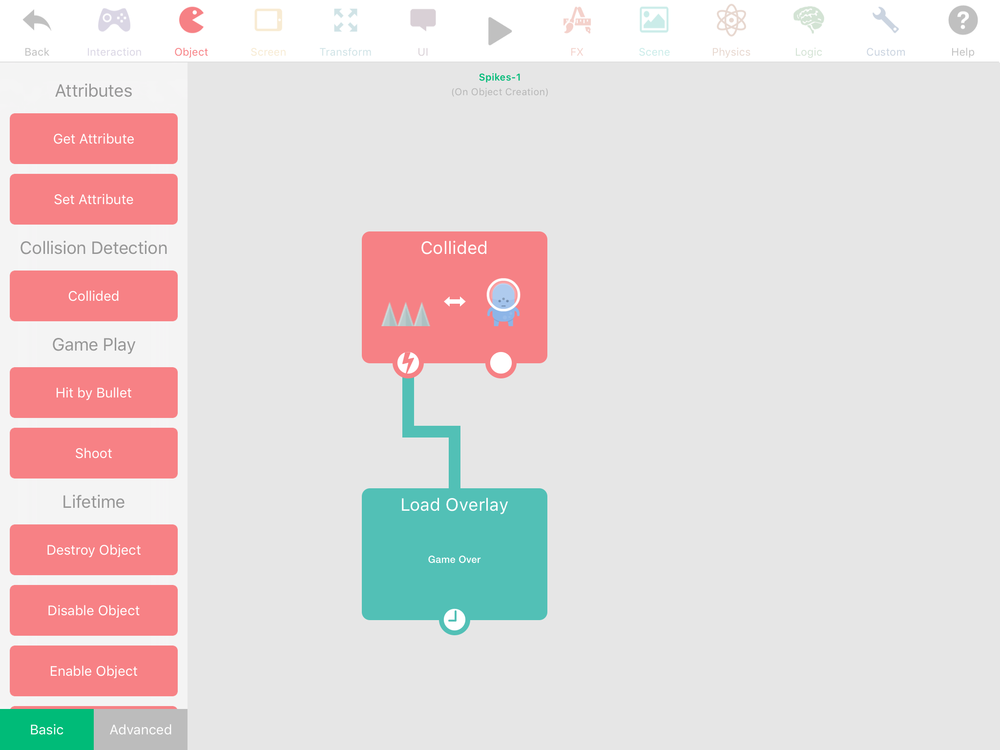 Back
Interaction
Object
Screen
Transform
UI
FX
Scene
Physics
Logic
Custom
Help
Spikes-1
(On Object Creation)
Attributes
Get Attribute
Set Attribute
Collision Detection
Collided
Game Play
Hit by Bullet
Shoot
Lifetime
Destroy Object
Disable Object
Enable Object
Basic
Advanced
Collided
Load Overlay
Game Over